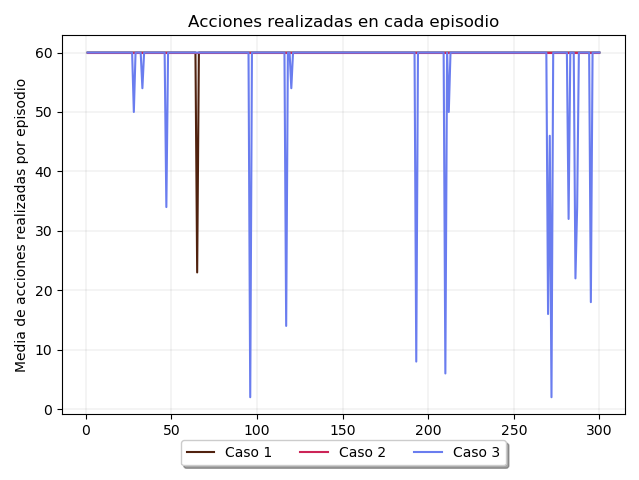 Acciones realizadas en cada episodio
Media de acciones realizadas por episodio
60
50
40
30
20
10
0
0 50 100 150 200 250 300
Caso 1 Caso 2 Caso 3